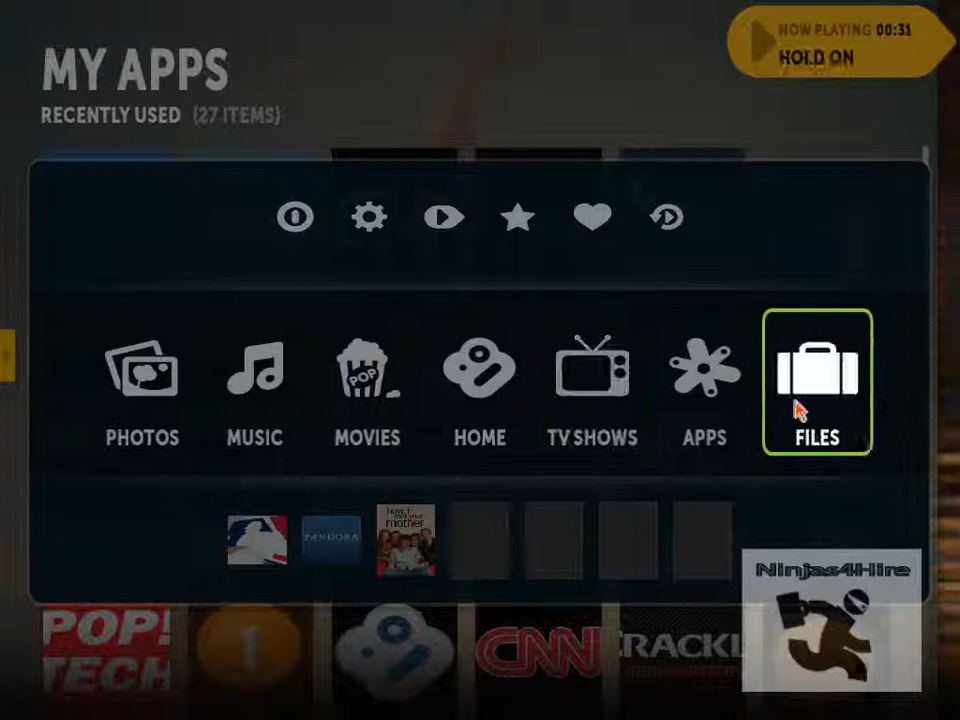 MY APPS
RECENTLY USED (27 ITEMS)
NOW PLAYING 00:31
HOLD ON
POP
PHOTOS
MUSIC
MOVIES
HOME
TV SHOWS
APPS
FILES
PANDORA
how i met your mother
Ninjas4Hire
POP!
TECH
1
CNN
CRACKL